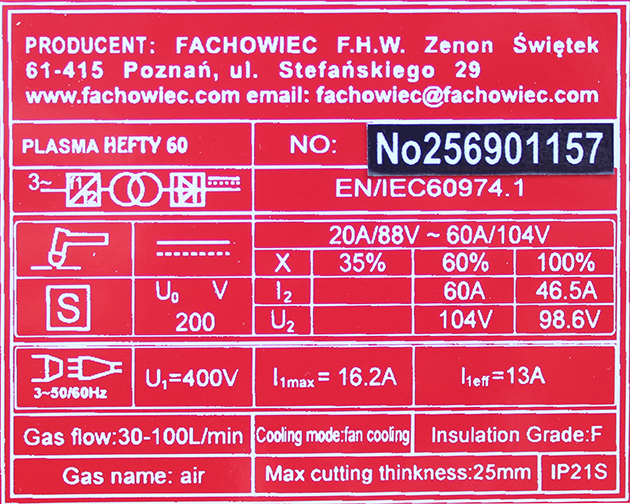 PRODUCENT: FACHOWIEC F.H.W. Zenon Świętek
61-415 Poznań, ul. Stefańskiego 29
www.fachowiec.com email: fachowiec@fachowiec.com
PLASMA HEFTY 60 NO: No256901157
3~ f1 f2 EN/IEC60974.1
20A/88V ~ 60A/104V
X 35% 60% 100%
S U₀ V I₂ 60A 46.5A
200 U₂ 104V 98.6V
3~50/60Hz U₁=400V I₁max = 16.2A I₁eff=13A
Gas flow:30-100L/min Cooling mode:fan cooling Insulation Grade:F
Gas name: air Max cutting thinkness:25mm IP21S